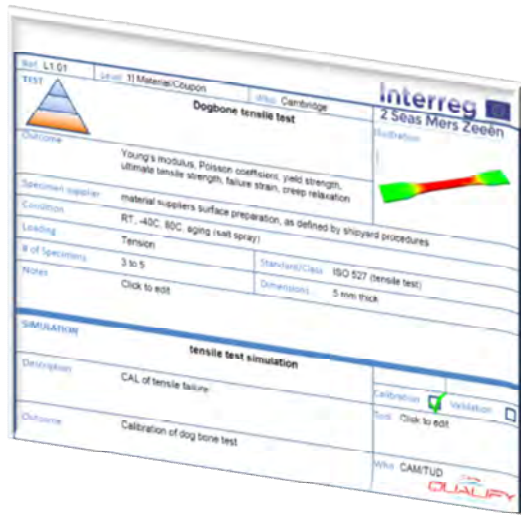 Ref L1.01 Level 1| Material/Coupon Who Cambridge
Interreg
2 Seas Mers Zeeën
TEST
Dogbone tensile test
Illustration
Outcome
Young's modulus, Poisson coeffisient, yield strength,
ultimate tensile strength, failure strain, creep relaxation
Specimen supplier material suppliers surface preparation, as defined by shipyard procedures
Condition RT, -40C, 80C, aging (salt spray)
Loading Tension Standard/Class ISO 527 (tensile test)
# of Specimens 3 to 5 Dimensions 5 mm thick
Notes Click to edit
SIMULATION
tensile test simulation
Calibration Validation
Description CAL of tensile failure
Tool Click to edit
Outcome Calibration of dog bone test
Who CAM/TUD
QUALIFY